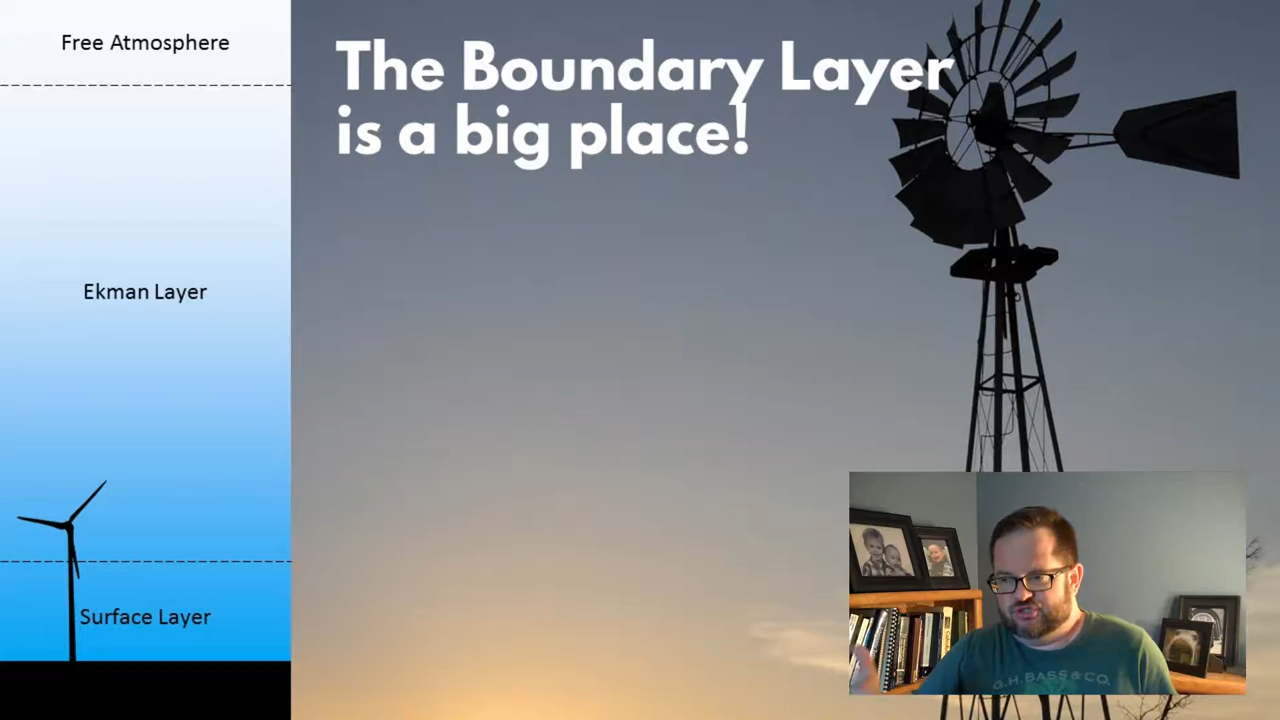 Free Atmosphere
The Boundary Layer
is a big place!
Ekman Layer
Surface Layer
G.H.BASS & CO.